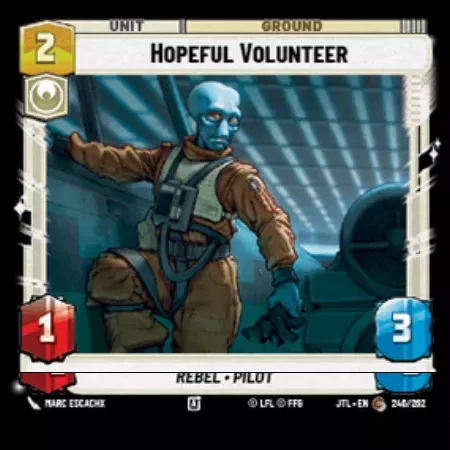 2
UNIT GROUND
HOPEFUL VOLUNTEER
1 3
REBEL • PILOT
MARC ESCACHX U © LFL © FFG JTL • EN 246/262